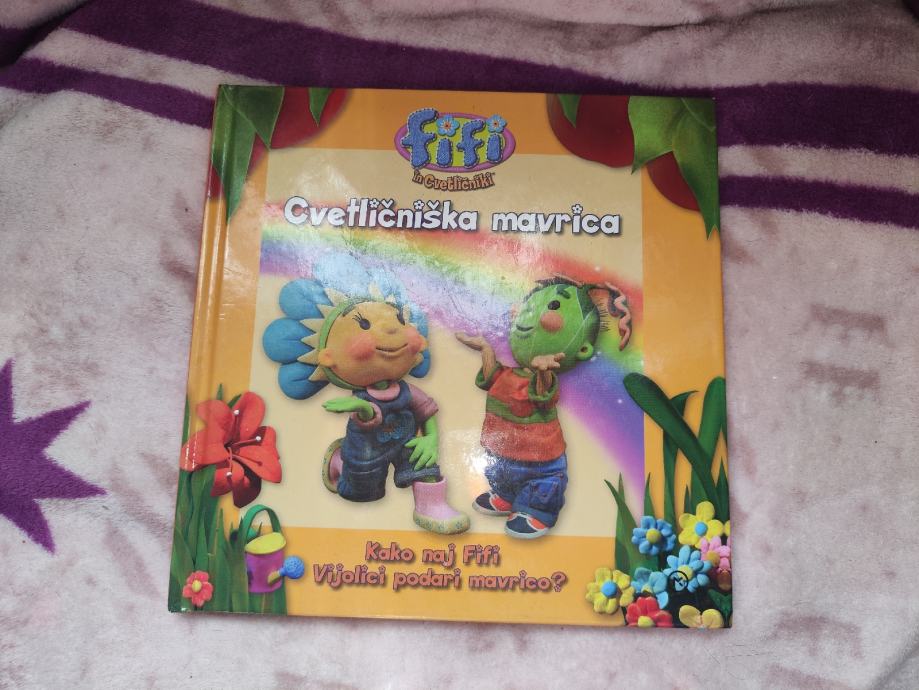 fifi
in Cvetličniki
Cvetličniška mavrica
Kako naj Fifi
Vijolici podari mavrico?